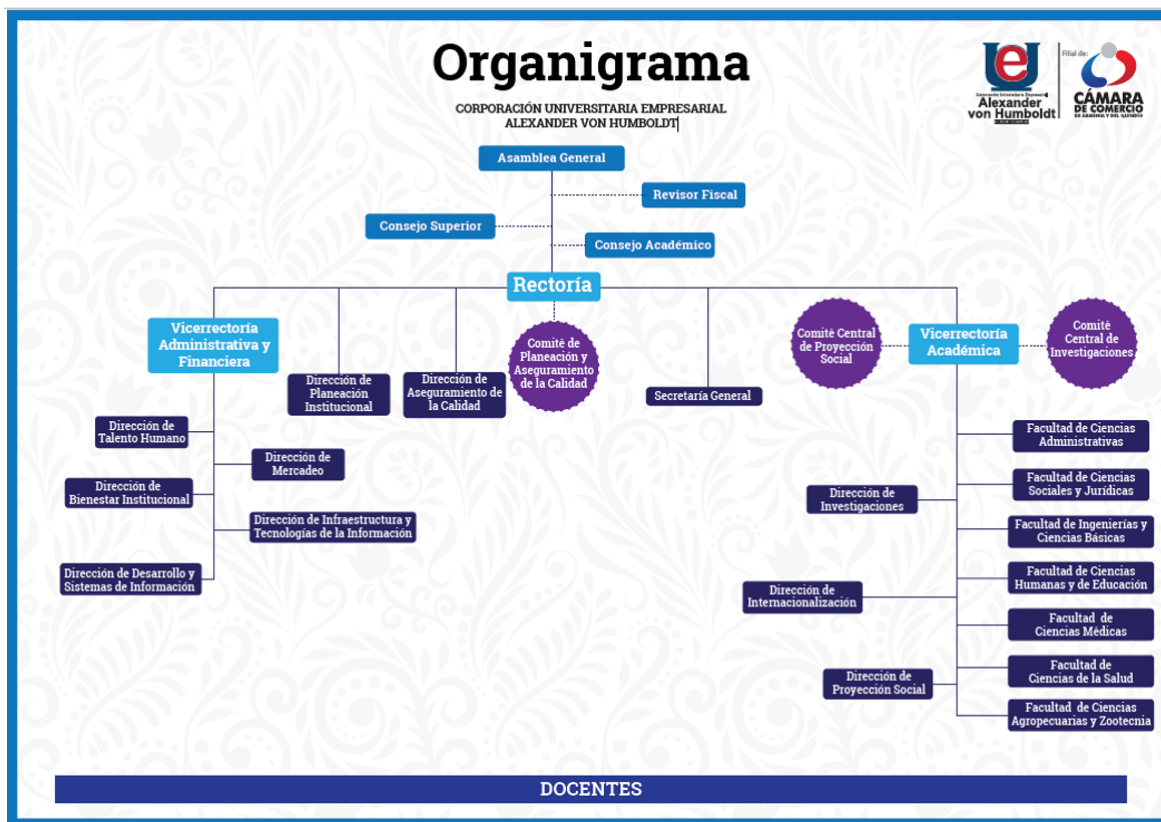 Organigrama
CORPORACIÓN UNIVERSITARIA EMPRESARIAL
ALEXANDER VON HUMBOLDT
Alexander
von Humboldt
Filial de:
CÁMARA
DE COMERCIO
DE ARMENIA Y DEL QUINDÍO
Asamblea General
Revisor Fiscal
Consejo Superior
Consejo Académico
Rectoría
Vicerrectoría
Administrativa y
Financiera
Dirección de
Planeación
Institucional
Dirección de
Aseguramiento de
la Calidad
Comité de
Planeación y
Aseguramiento
de la Calidad
Secretaría General
Comité Central
de Proyección
Social
Vicerrectoría
Académica
Comité
Central de
Investigaciones
Dirección de
Talento Humano
Dirección de
Mercadeo
Dirección de
Bienestar Institucional
Dirección de Infraestructura y
Tecnologías de la Información
Dirección de Desarrollo y
Sistemas de Información
Dirección de
Investigaciones
Dirección de
Internacionalización
Dirección de
Proyección Social
Facultad de Ciencias
Administrativas
Facultad de Ciencias
Sociales y Jurídicas
Facultad de Ingenierías y
Ciencias Básicas
Facultad de Ciencias
Humanas y de Educación
Facultad de
Ciencias Médicas
Facultad de
Ciencias de la Salud
Facultad de Ciencias
Agropecuarias y Zootecnia
DOCENTES